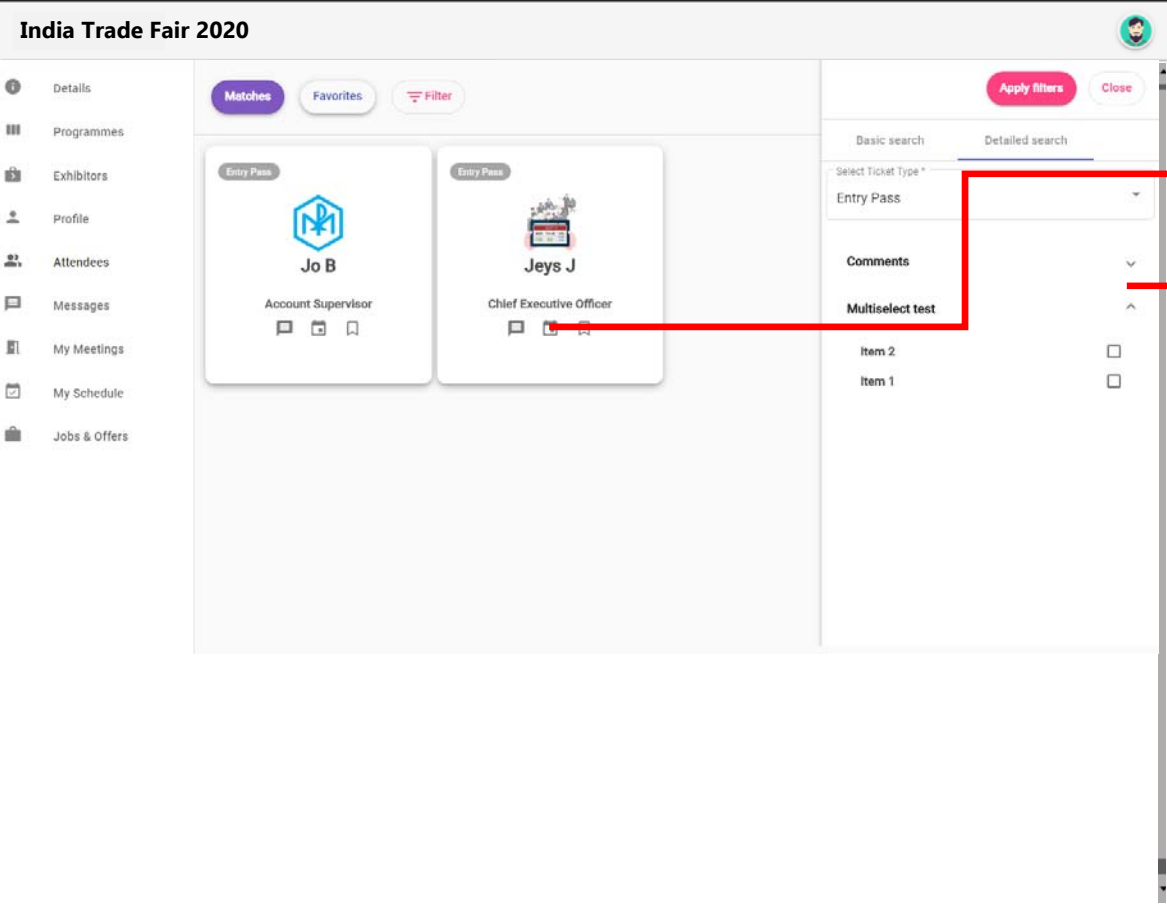 India Trade Fair 2020
Details
Programmes
Exhibitors
Profile
Attendees
Messages
My Meetings
My Schedule
Jobs & Offers
Matches Favorites Filter
Entry Pass
Jo B
Account Supervisor
Entry Pass
Jeys J
Chief Executive Officer
Apply filters Close
Basic search Detailed search
Select Ticket Type *
Entry Pass
Comments
Multiselect test
Item 2
Item 1